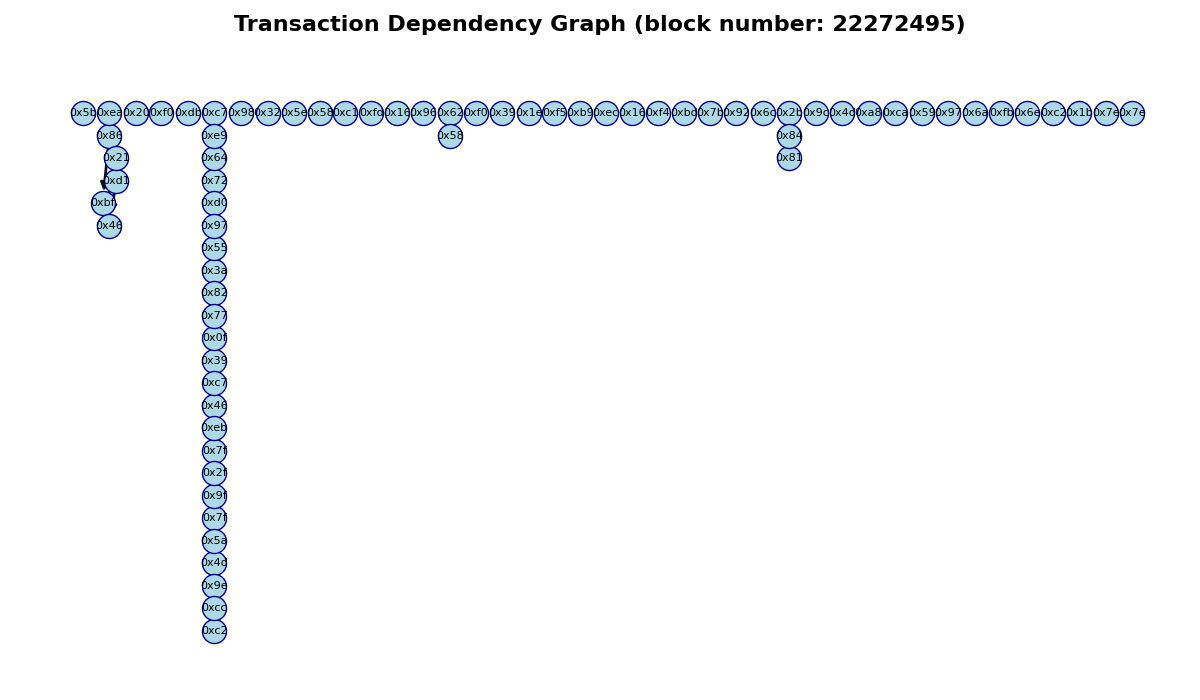 Transaction Dependency Graph (block number: 22272495)
0x5b 0xea 0x20 0xf0 0xdb 0xc7 0x98 0x32 0x5e 0x58 0xc1 0xfd 0x16 0x96 0x62 0xf0 0x39 0x1e 0xf5 0xb9 0xec 0x16 0xf4 0xbd 0x7b 0x92 0x6c 0x2b 0x9c 0x4d 0xa8 0xca 0x59 0x97 0x6a 0xfb 0x6e 0xc2 0x1b 0x7e 0x7e
0x86 0xe9 0x58 0x84
0x21 0x64 0x81
0xd1 0x72
0xbf 0xd0
0x46 0x97
0x55
0x3a
0x82
0x77
0x0f
0x39
0xc7
0x46
0xeb
0x7f
0x2f
0x9f
0x7f
0x5a
0x4d
0x9e
0xcc
0xc2